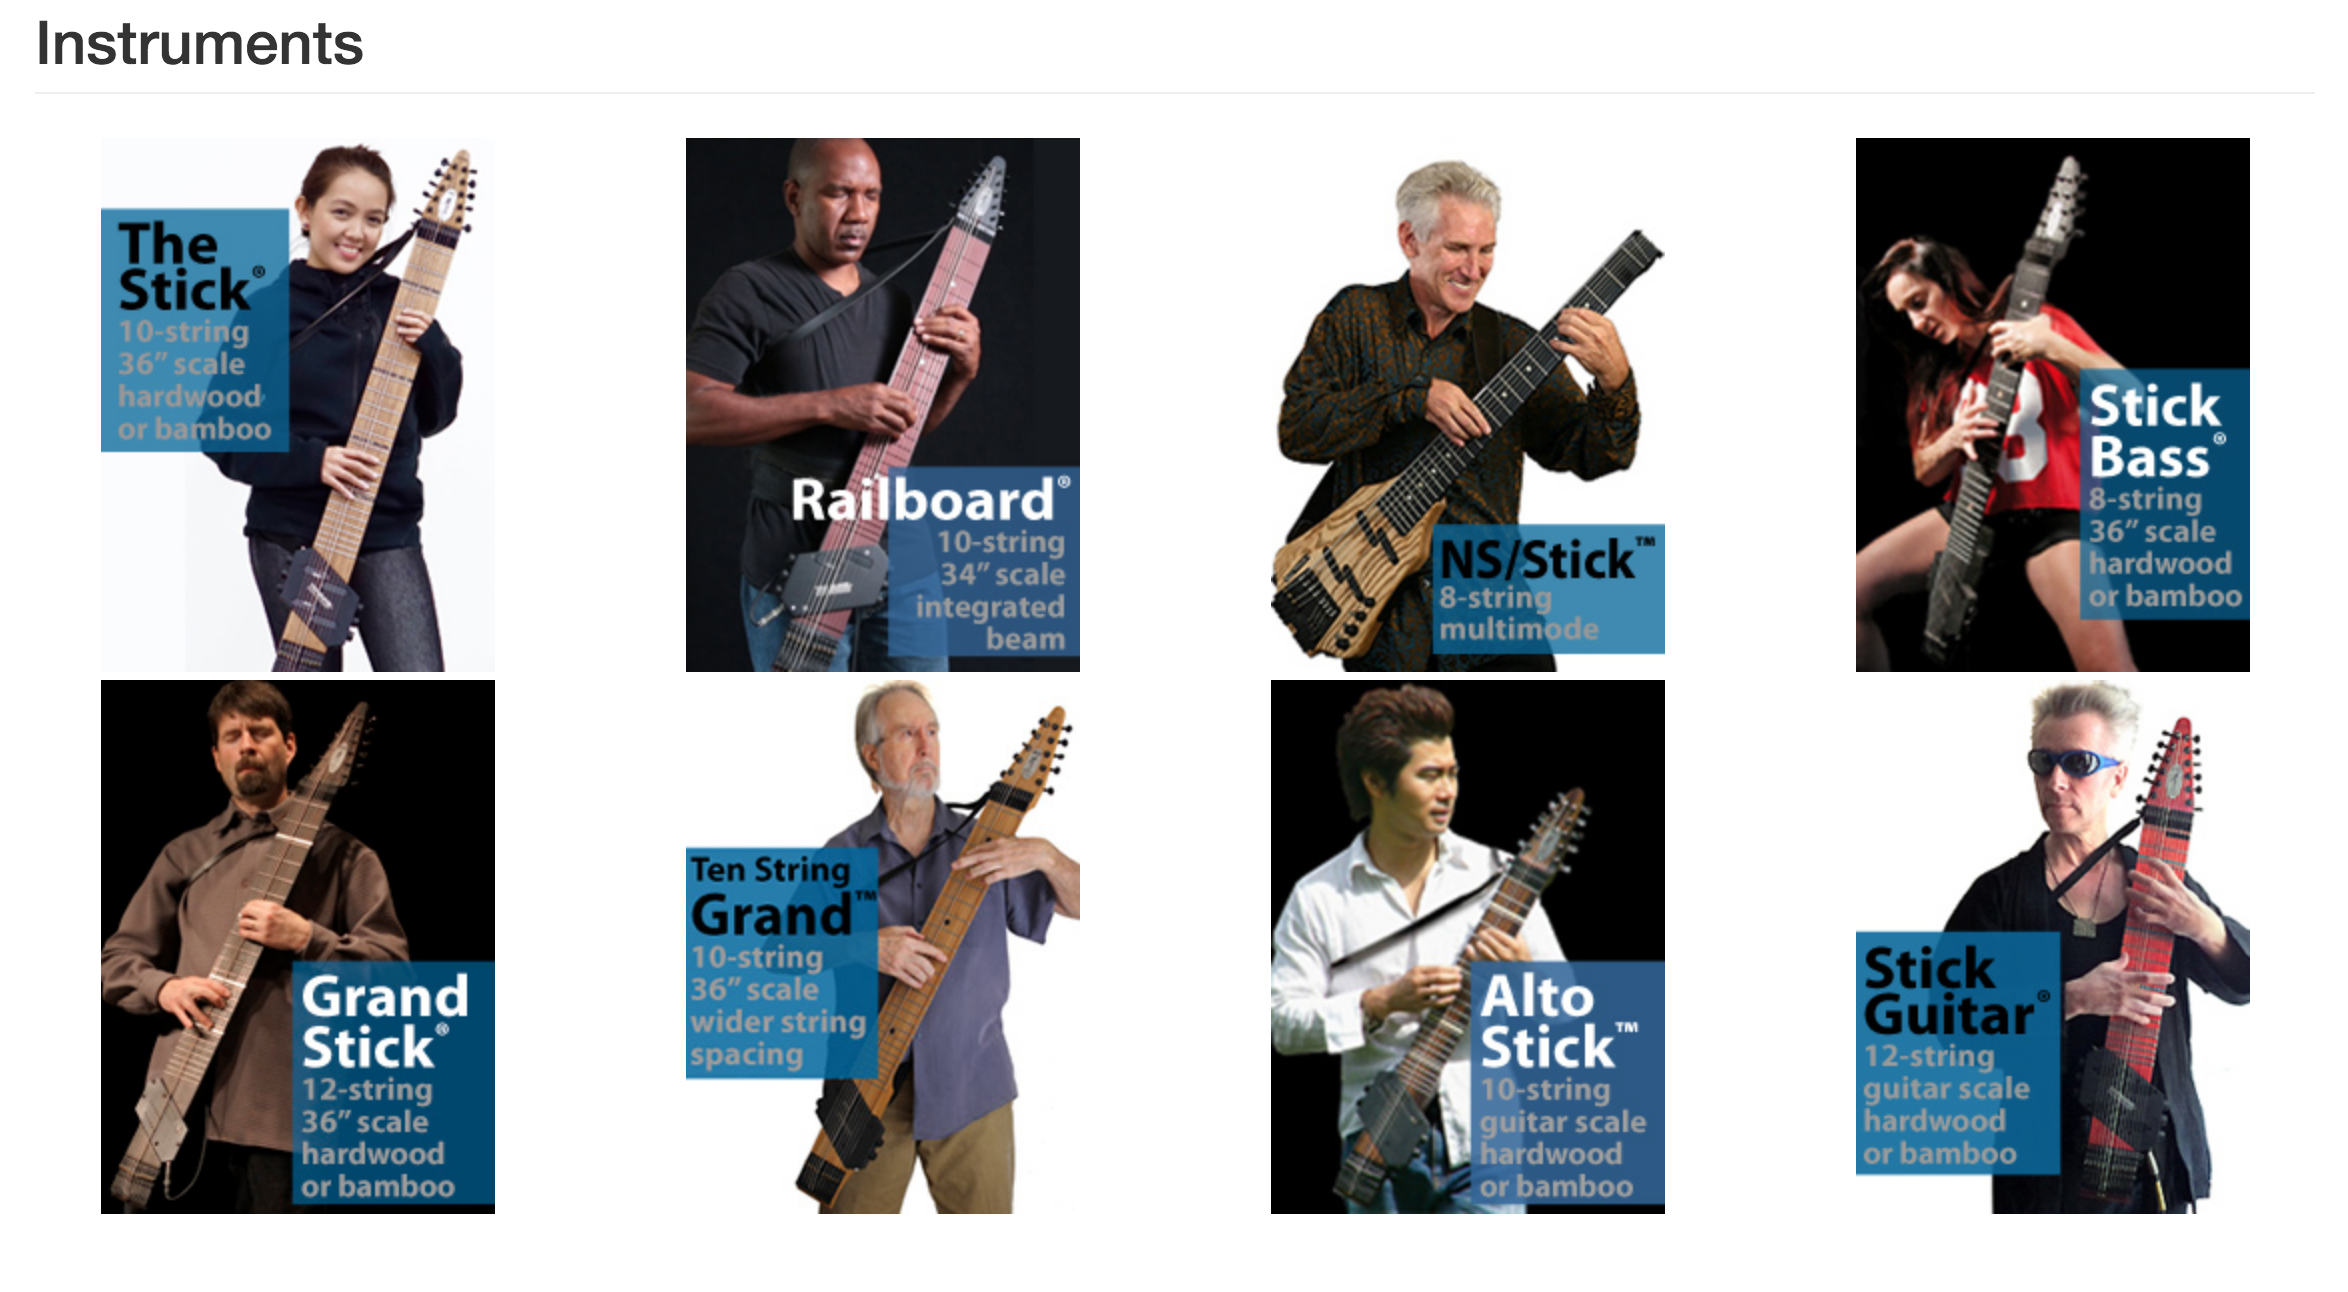 Instruments
The
Stick®
10-string
36” scale
hardwood
or bamboo
Railboard®
10-string
34” scale
integrated
beam
NS/Stick™
8-string
multimode
Stick
Bass®
8-string
36” scale
hardwood
or bamboo
Grand
Stick®
12-string
36” scale
hardwood
or bamboo
Ten String
Grand™
10-string
36” scale
wider string
spacing
Alto
Stick™
10-string
guitar scale
hardwood
or bamboo
Stick
Guitar®
12-string
guitar scale
hardwood
or bamboo